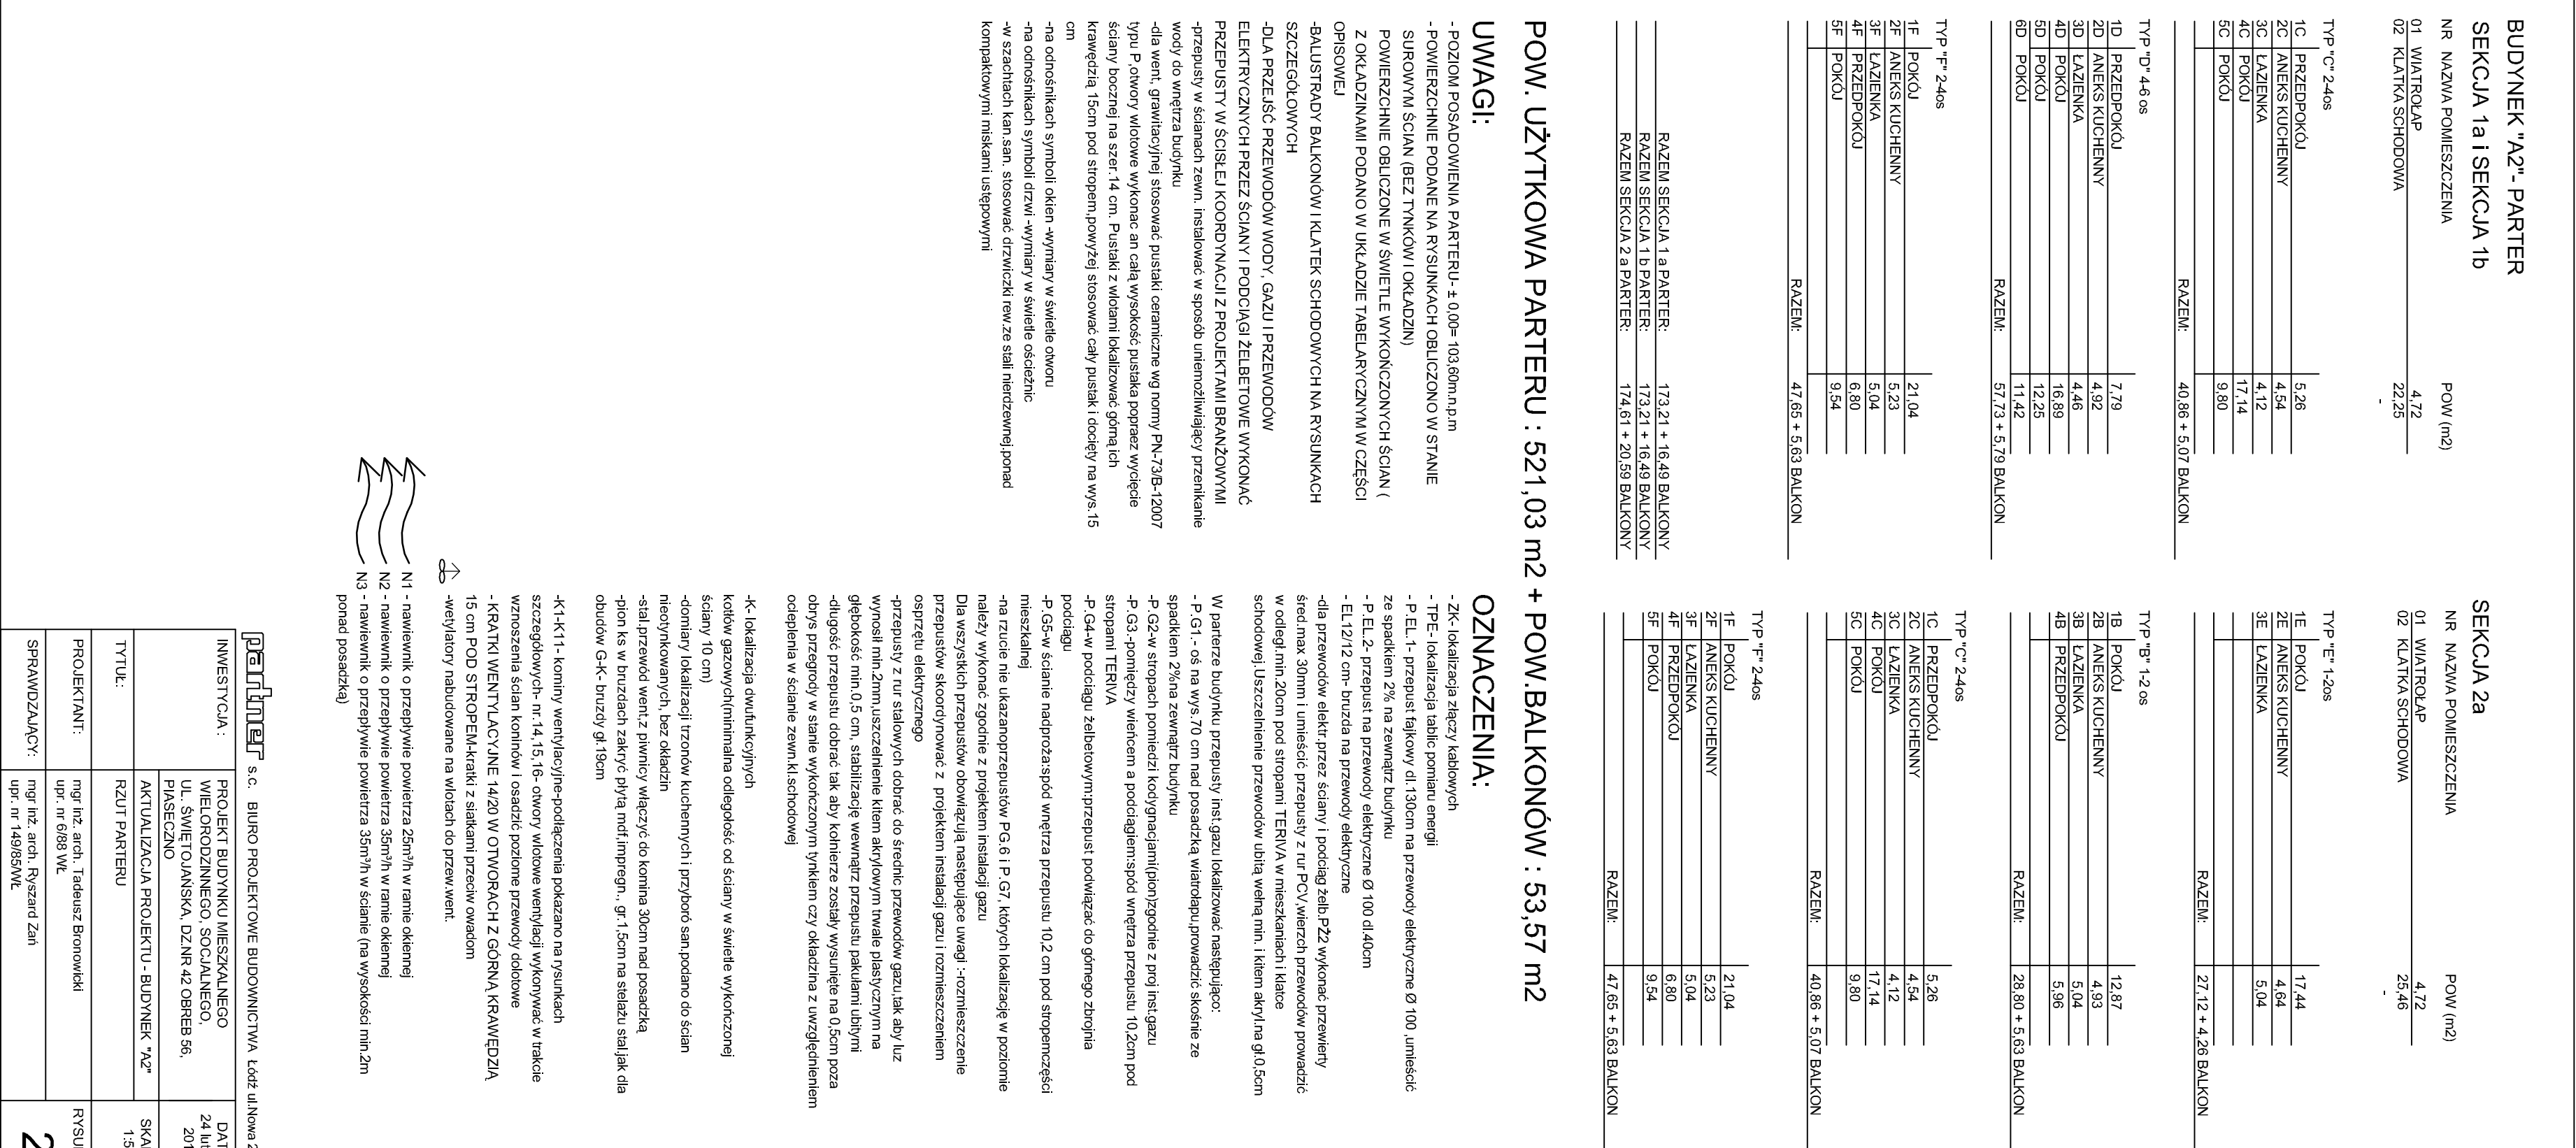 BUDYNEK "A2"- PARTER
SEKCJA 1a i SEKCJA 1b
NR NAZWA POMIESZCZENIA POW (m2)
01 WIATROŁAP 4,72
02 KLATKA SCHODOWA 22,25
-
TYP "C" 2-4os
1C PRZEDPOKÓJ 5,26
2C ANEKS KUCHENNY 4,54
3C ŁAZIENKA 4,12
4C POKÓJ 17,14
5C POKÓJ 9,80
RAZEM: 40,86 + 5,07 BALKON
TYP "D" 4-6 os
1D PRZEDPOKÓJ 7,79
2D ANEKS KUCHENNY 4,92
3D ŁAZIENKA 4,46
4D POKÓJ 16,89
5D POKÓJ 12,25
6D POKÓJ 11,42
RAZEM: 57,73 + 5,79 BALKON
TYP "F" 2-4os
1F POKÓJ 21,04
2F ANEKS KUCHENNY 5,23
3F ŁAZIENKA 5,04
4F PRZEDPOKÓJ 6,80
5F POKÓJ 9,54
RAZEM: 47,65 + 5,63 BALKON
RAZEM SEKCJA 1 a PARTER: 173,21 + 16,49 BALKONY
RAZEM SEKCJA 1 b PARTER: 173,21 + 16,49 BALKONY
RAZEM SEKCJA 2 a PARTER: 174,61 + 20,59 BALKONY
SEKCJA 2a
NR NAZWA POMIESZCZENIA POW (m2)
01 WIATROŁAP 4,72
02 KLATKA SCHODOWA 25,46
-
TYP "E" 1-2os
1E POKÓJ 17,44
2E ANEKS KUCHENNY 4,64
3E ŁAZIENKA 5,04
RAZEM: 27,12 + 4,26 BALKON
TYP "B" 1-2 os
1B POKÓJ 12,87
2B ANEKS KUCHENNY 4,93
3B ŁAZIENKA 5,04
4B PRZEDPOKÓJ 5,96
RAZEM: 28,80 + 5,63 BALKON
TYP "C" 2-4os
1C PRZEDPOKÓJ 5,26
2C ANEKS KUCHENNY 4,54
3C ŁAZIENKA 4,12
4C POKÓJ 17,14
5C POKÓJ 9,80
RAZEM: 40,86 + 5,07 BALKON
TYP "F" 2-4os
1F POKÓJ 21,04
2F ANEKS KUCHENNY 5,23
3F ŁAZIENKA 5,04
4F PRZEDPOKÓJ 6,80
5F POKÓJ 9,54
RAZEM: 47,65 + 5,63 BALKON
POW. UŻYTKOWA PARTERU : 521,03 m2 + POW.BALKONÓW : 53,57 m2
UWAGI:
- POZIOM POSADOWIENIA PARTERU- ± 0,00= 103,60m.n.p.m
- POWIERZCHNIE PODANE NA RYSUNKACH OBLICZONO W STANIE
SUROWYM ŚCIAN (BEZ TYNKÓW I OKŁADZIN)
POWIERZCHNIE OBLICZONE W ŚWIETLE WYKOŃCZONYCH ŚCIAN (
Z OKŁADZINAMI PODANO W UKŁADZIE TABELARYCZNYM W CZĘŚCI
OPISOWEJ
-BALUSTRADY BALKONÓW I KLATEK SCHODOWYCH NA RYSUNKACH
SZCZEGÓŁOWYCH
-DLA PRZEJŚĆ PRZEWODÓW WODY, GAZU I PRZEWODÓW
ELEKTRYCZNYCH PRZEZ ŚCIANY I PODCIĄGI ŻELBETOWE WYKONAĆ
PRZEPUSTY W ŚCISŁEJ KOORDYNACJI Z PROJEKTAMI BRANŻOWYMI
-przepusty w ścianach zewn. instalować w sposób uniemożliwiający przenikanie
wody do wnętrza budynku
-dla went. grawitacyjnej stosować pustaki ceramiczne wg normy PN-73/B-12007
typu P,otwory wlotowe wykonac an całą wysokość pustaka popraez wycięcie
ściany bocznej na szer.14 cm. Pustaki z wlotami lokalizować górną ich
krawędzią 15cm pod stropem,powyżej stosować cały pustak i docięty na wys.15
cm
-na odnośnikach symboli okien -wymiary w świetle otworu
-na odnośnikach symboli drzwi -wymiary w świetle ościeżnic
-w szachtach kan.san. stosować drzwiczki rew.ze stali nierdzewnej.ponad
kompaktowymi miskami ustępowymi
OZNACZENIA:
- ZK- lokalizacja złączy kablowych
- TPE- lokalizacja tablic pomiaru energii
- P.EL.1- przepust fajkowy dl.130cm na przewody elektryczne Ø 100 ,umieścić
ze spadkiem 2% na zewnątrz budynku
- P.EL.2- przepust na przewody elektryczne Ø 100 dl.40cm
- EL12/12 cm- bruzda na przewody elektryczne
-dla przewodów elektr.przez ściany i podciąg żelb.PŻ2 wykonać przewierty
śred.max 30mm i umieścić przepusty z rur PCV,wierzch przewodów prowadzić
w odległ.min.20cm pod stropami TERIVA w mieszkaniach i klatce
schodowej.Uszczelnienie przewodów ubitą wełną min. i kitem akryl.na gł.0,5cm
W parterze budynku przepusty inst.gazu lokalizować następująco:
- P.G1.- oś na wys.70 cm nad posadzką wiatrołapu,prowadzić skośnie ze
spadkiem 2%na zewnątrz budynku
-P.G2-w stropach pomiedzi kodygnacjami(pion)zgodnie z proj inst.gazu
-P.G3.-pomiędzy wieńcem a podciągiem:spód wnętrza przepustu 10,2cm pod
stropami TERIVA
-P.G4-w podciągu żelbetowym:przepust podwiązać do górnego zbrojnia
podciągu
-P.G5-w ścianie nadproża:spód wnętrza przepustu 10,2 cm pod stropemczęści
mieszkalnej
-na rzucie nie ukazanoprzepustów PG.6 i P.G7, których lokalizację w poziomie
należy wykonać zgodnie z projektem instalacji gazu
Dla wszystkich przepustów obowiązują następujące uwagi :-rozmieszczenie
przepustów skordynować z projektem instalacji gazu i rozmieszczeniem
osprzętu elektrycznego
-przepusty z rur stalowych dobrać do średnic przewodów gazu,tak aby luz
wynosił min.2mm,uszczelnienie kitem akrylowym trwale plastycznym na
głębokość min.0,5 cm, stabilizację wewnątrz przepustu pakułami ubitymi
-długość przepustu dobrać tak aby kołnierze zostały wysunięte na 0,5cm poza
obrys przegrody w stanie wykończonym tynkiem czy okładzina z uwzględnieniem
ocieplenia w ścianie zewn.kl.schodowej
-K- lokalizacja dwufunkcyjnych
kotłów gazowych(minimalna odległość od ściany w świetle wykończonej
ściany 10 cm)
-domiary lokalizacji trzonów kuchennych i przyboró san.podano do ścian
nieotynkowanych, bez okładzin
-stal.przewód went.z piwnicy włączyć do komina 30cm nad posadzką
-pion ks w bruzdach zakryć płytą mdf,impregn., gr.1,5cm na stelażu stal.jak dla
obudów G-K- bruzdy gł.19cm
-K1-K11- kominy wentylacyjne-podłączenia pokazano na rysunkach
szczegółowych- nr.14,15,16- otwory wlotowe wentylacji wykonywać w trakcie
wznoszenia ścian koninów i osadzić poziome przewody dolotowe
- KRATKI WENTYLACYJNE 14/20 W OTWORACH Z GÓRNĄ KRAWĘDZIĄ
15 cm POD STROPEM-kratki z siatkami przeciw owadom
-wetylatory nabudowane na wlotach do przew.went.
N1 - nawiewnik o przepływie powietrza 25m³/h w ramie okiennej
N2 - nawiewnik o przepływie powietrza 35m³/h w ramie okiennej
N3 - nawiewnik o przepływie powietrza 35m³/h w ścianie (na wysokości min.2m
ponad posadzką)
partner s.c. BIURO PROJEKTOWE BUDOWNICTWA Łódź ul.Nowa 2
INWESTYCJA : PROJEKT BUDYNKU MIESZKALNEGO
WIELORODZINNEGO, SOCJALNEGO,
UL. ŚWIĘTOJAŃSKA, DZ.NR 42 OBREB 56,
PIASECZNO
AKTUALIZACJA PROJEKTU - BUDYNEK "A2"
TYTUŁ: RZUT PARTERU
PROJEKTANT: mgr inż. arch. Tadeusz Bronowicki
upr. nr 6/88 WŁ
SPRAWDZAJĄCY: mgr inż. arch. Ryszard Zań
upr. nr 149/85/WŁ
DAT
24 lut
201
SKA
1:5
RYSU
2